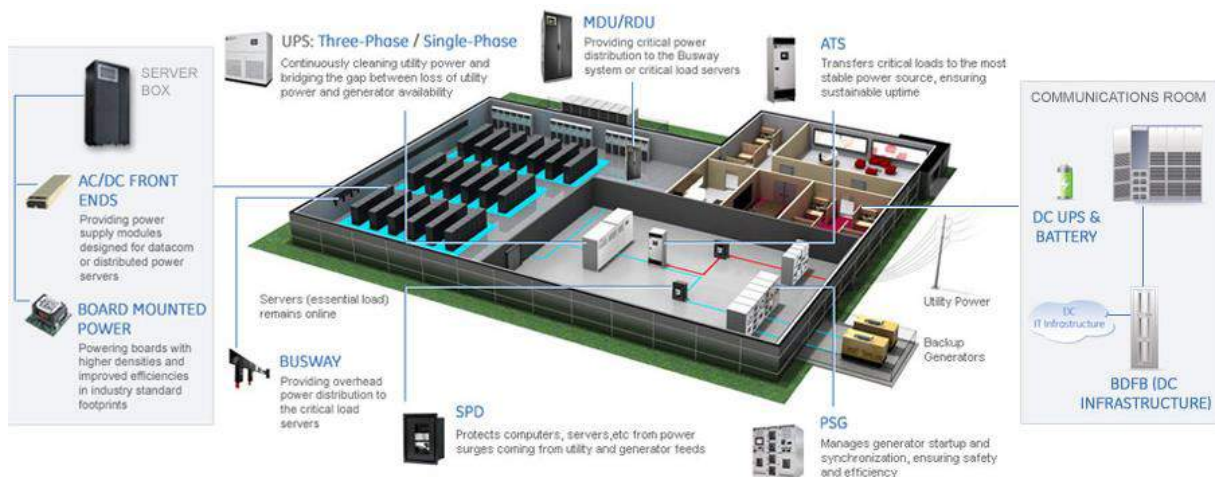 SERVER
BOX
AC/DC FRONT
ENDS
Providing power
supply modules
designed for datacom
or distributed power
servers
BOARD MOUNTED
POWER
Powering boards with
higher densities and
improved efficiencies
in industry standard
footprints
UPS: Three-Phase / Single-Phase
Continuously cleaning utility power and
bridging the gap between loss of utility
power and generator availability
MDU/RDU
Providing critical power
distribution to the Busway
system or critical load servers
ATS
Transfers critical loads to the most
stable power source, ensuring
sustainable uptime
Servers (essential load)
remains online
BUSWAY
Providing overhead
power distribution to
the critical load
servers
SPD
Protects computers, servers,etc from power
surges coming from utility and generator feeds
PSG
Manages generator startup and
synchronization, ensuring safety
and efficiency
Utility Power
Backup
Generators
COMMUNICATIONS ROOM
DC UPS &
BATTERY
DC
IT Infrastructure
BDFB (DC
INFRASTRUCTURE)